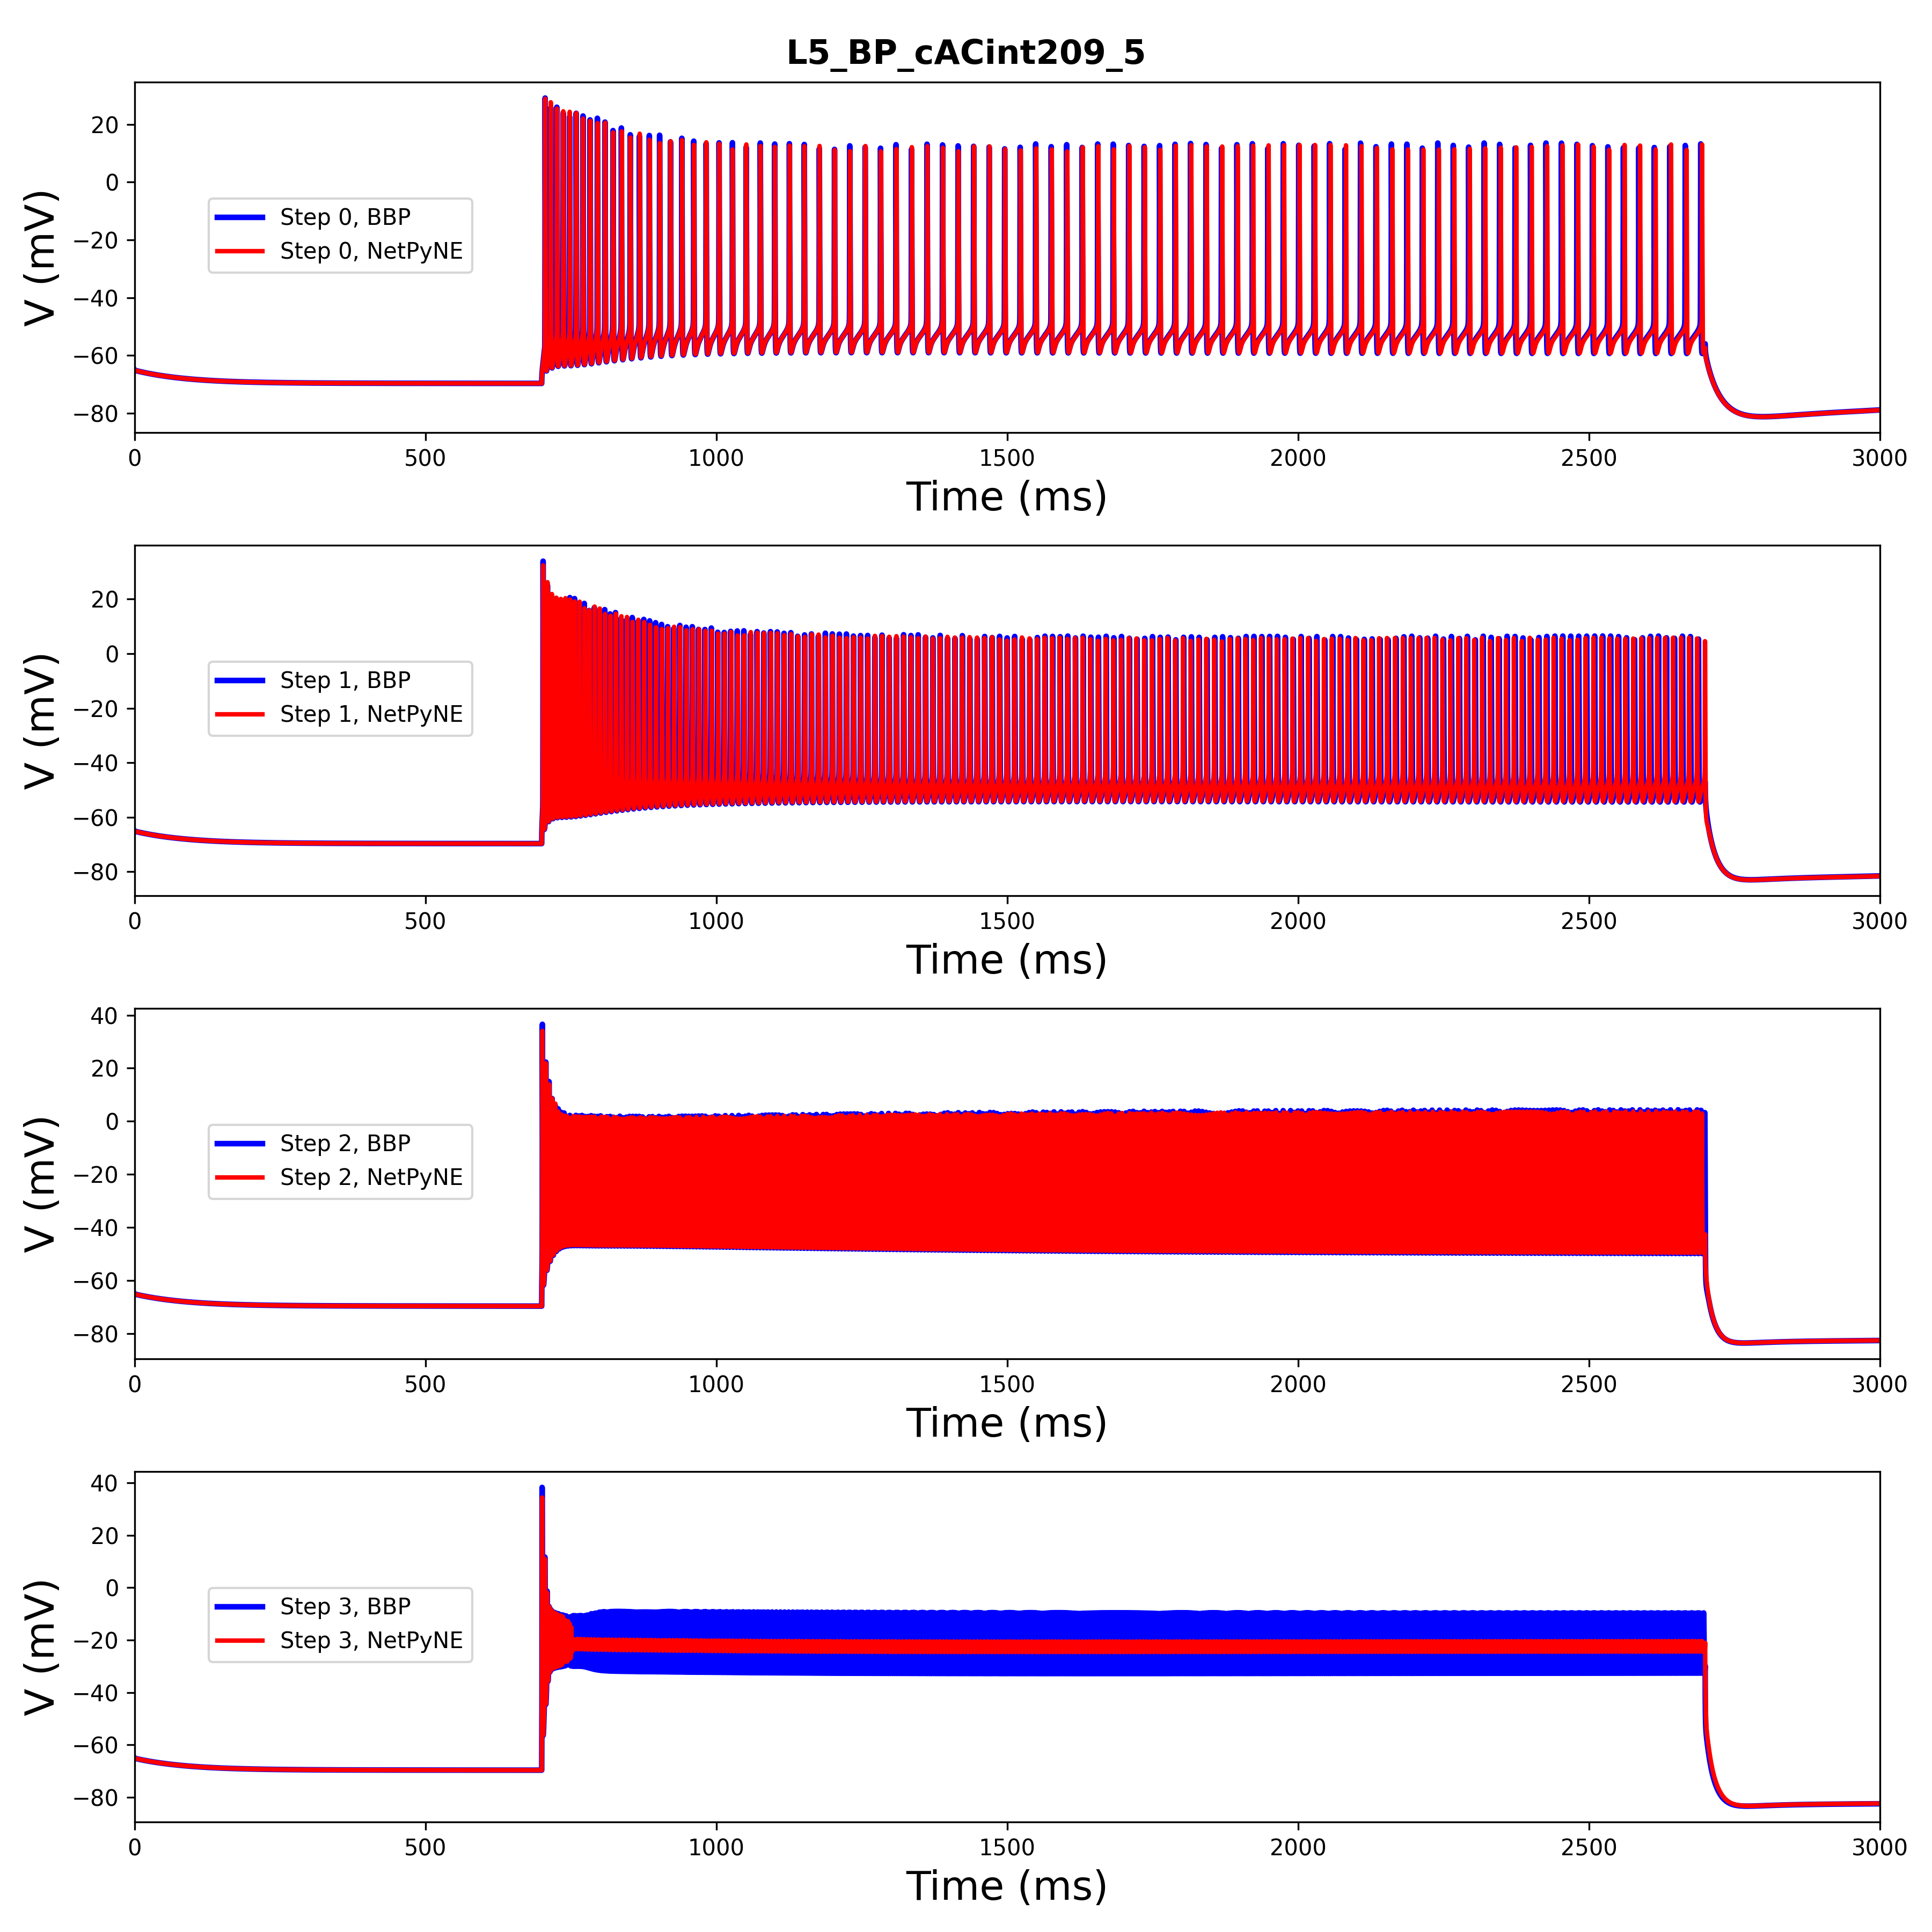 L5_BP_cACint209_5
V (mV)
20
0
−20
−40
−60
−80
Step 0, BBP
Step 0, NetPyNE
0 500 1000 1500 2000 2500 3000
Time (ms)
V (mV)
20
0
−20
−40
−60
−80
Step 1, BBP
Step 1, NetPyNE
0 500 1000 1500 2000 2500 3000
Time (ms)
V (mV)
40
20
0
−20
−40
−60
−80
Step 2, BBP
Step 2, NetPyNE
0 500 1000 1500 2000 2500 3000
Time (ms)
V (mV)
40
20
0
−20
−40
−60
−80
Step 3, BBP
Step 3, NetPyNE
0 500 1000 1500 2000 2500 3000
Time (ms)